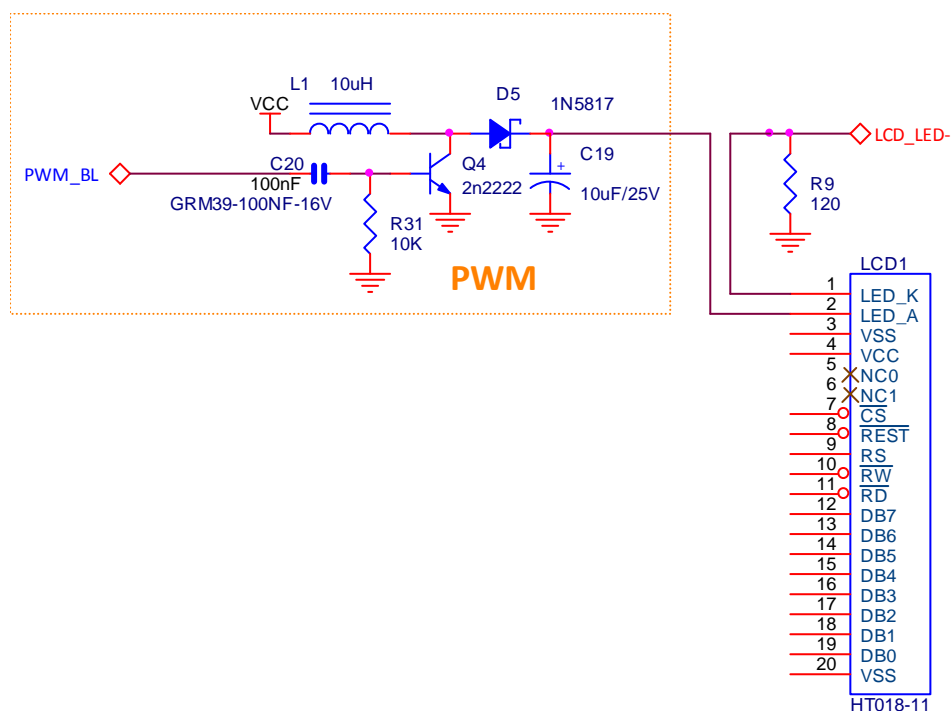 L1 10uH
VCC
D5
1N5817
PWM_BL
C20
100nF
GRM39-100NF-16V
Q4
2n2222
C19
+
10uF/25V
LCD_LED-
R31
10K
R9
120
PWM
LCD1
1 LED_K
2 LED_A
3 VSS
4 VCC
5 NC0
6 NC1
7 CS
8 REST
9 RS
10 RW
11 RD
12 DB7
13 DB6
14 DB5
15 DB4
16 DB3
17 DB2
18 DB1
19 DB0
20 VSS
HT018-11